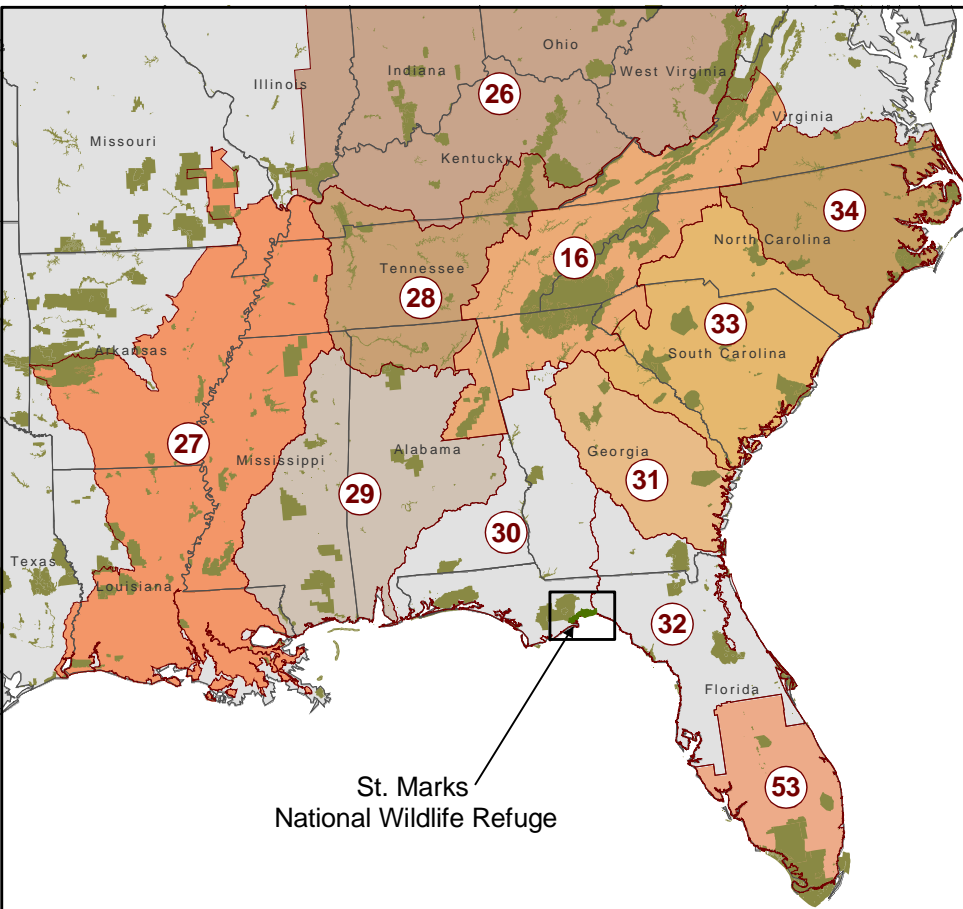 Ohio
Indiana
West Virginia
Illinois
26
Missouri
Virginia
Kentucky
34
North Carolina
16
Tennessee
28
33
Arkansas
South Carolina
27
Georgia
Alabama
Mississippi
31
29
30
Texas
Louisiana
32
Florida
53
St. Marks
National Wildlife Refuge